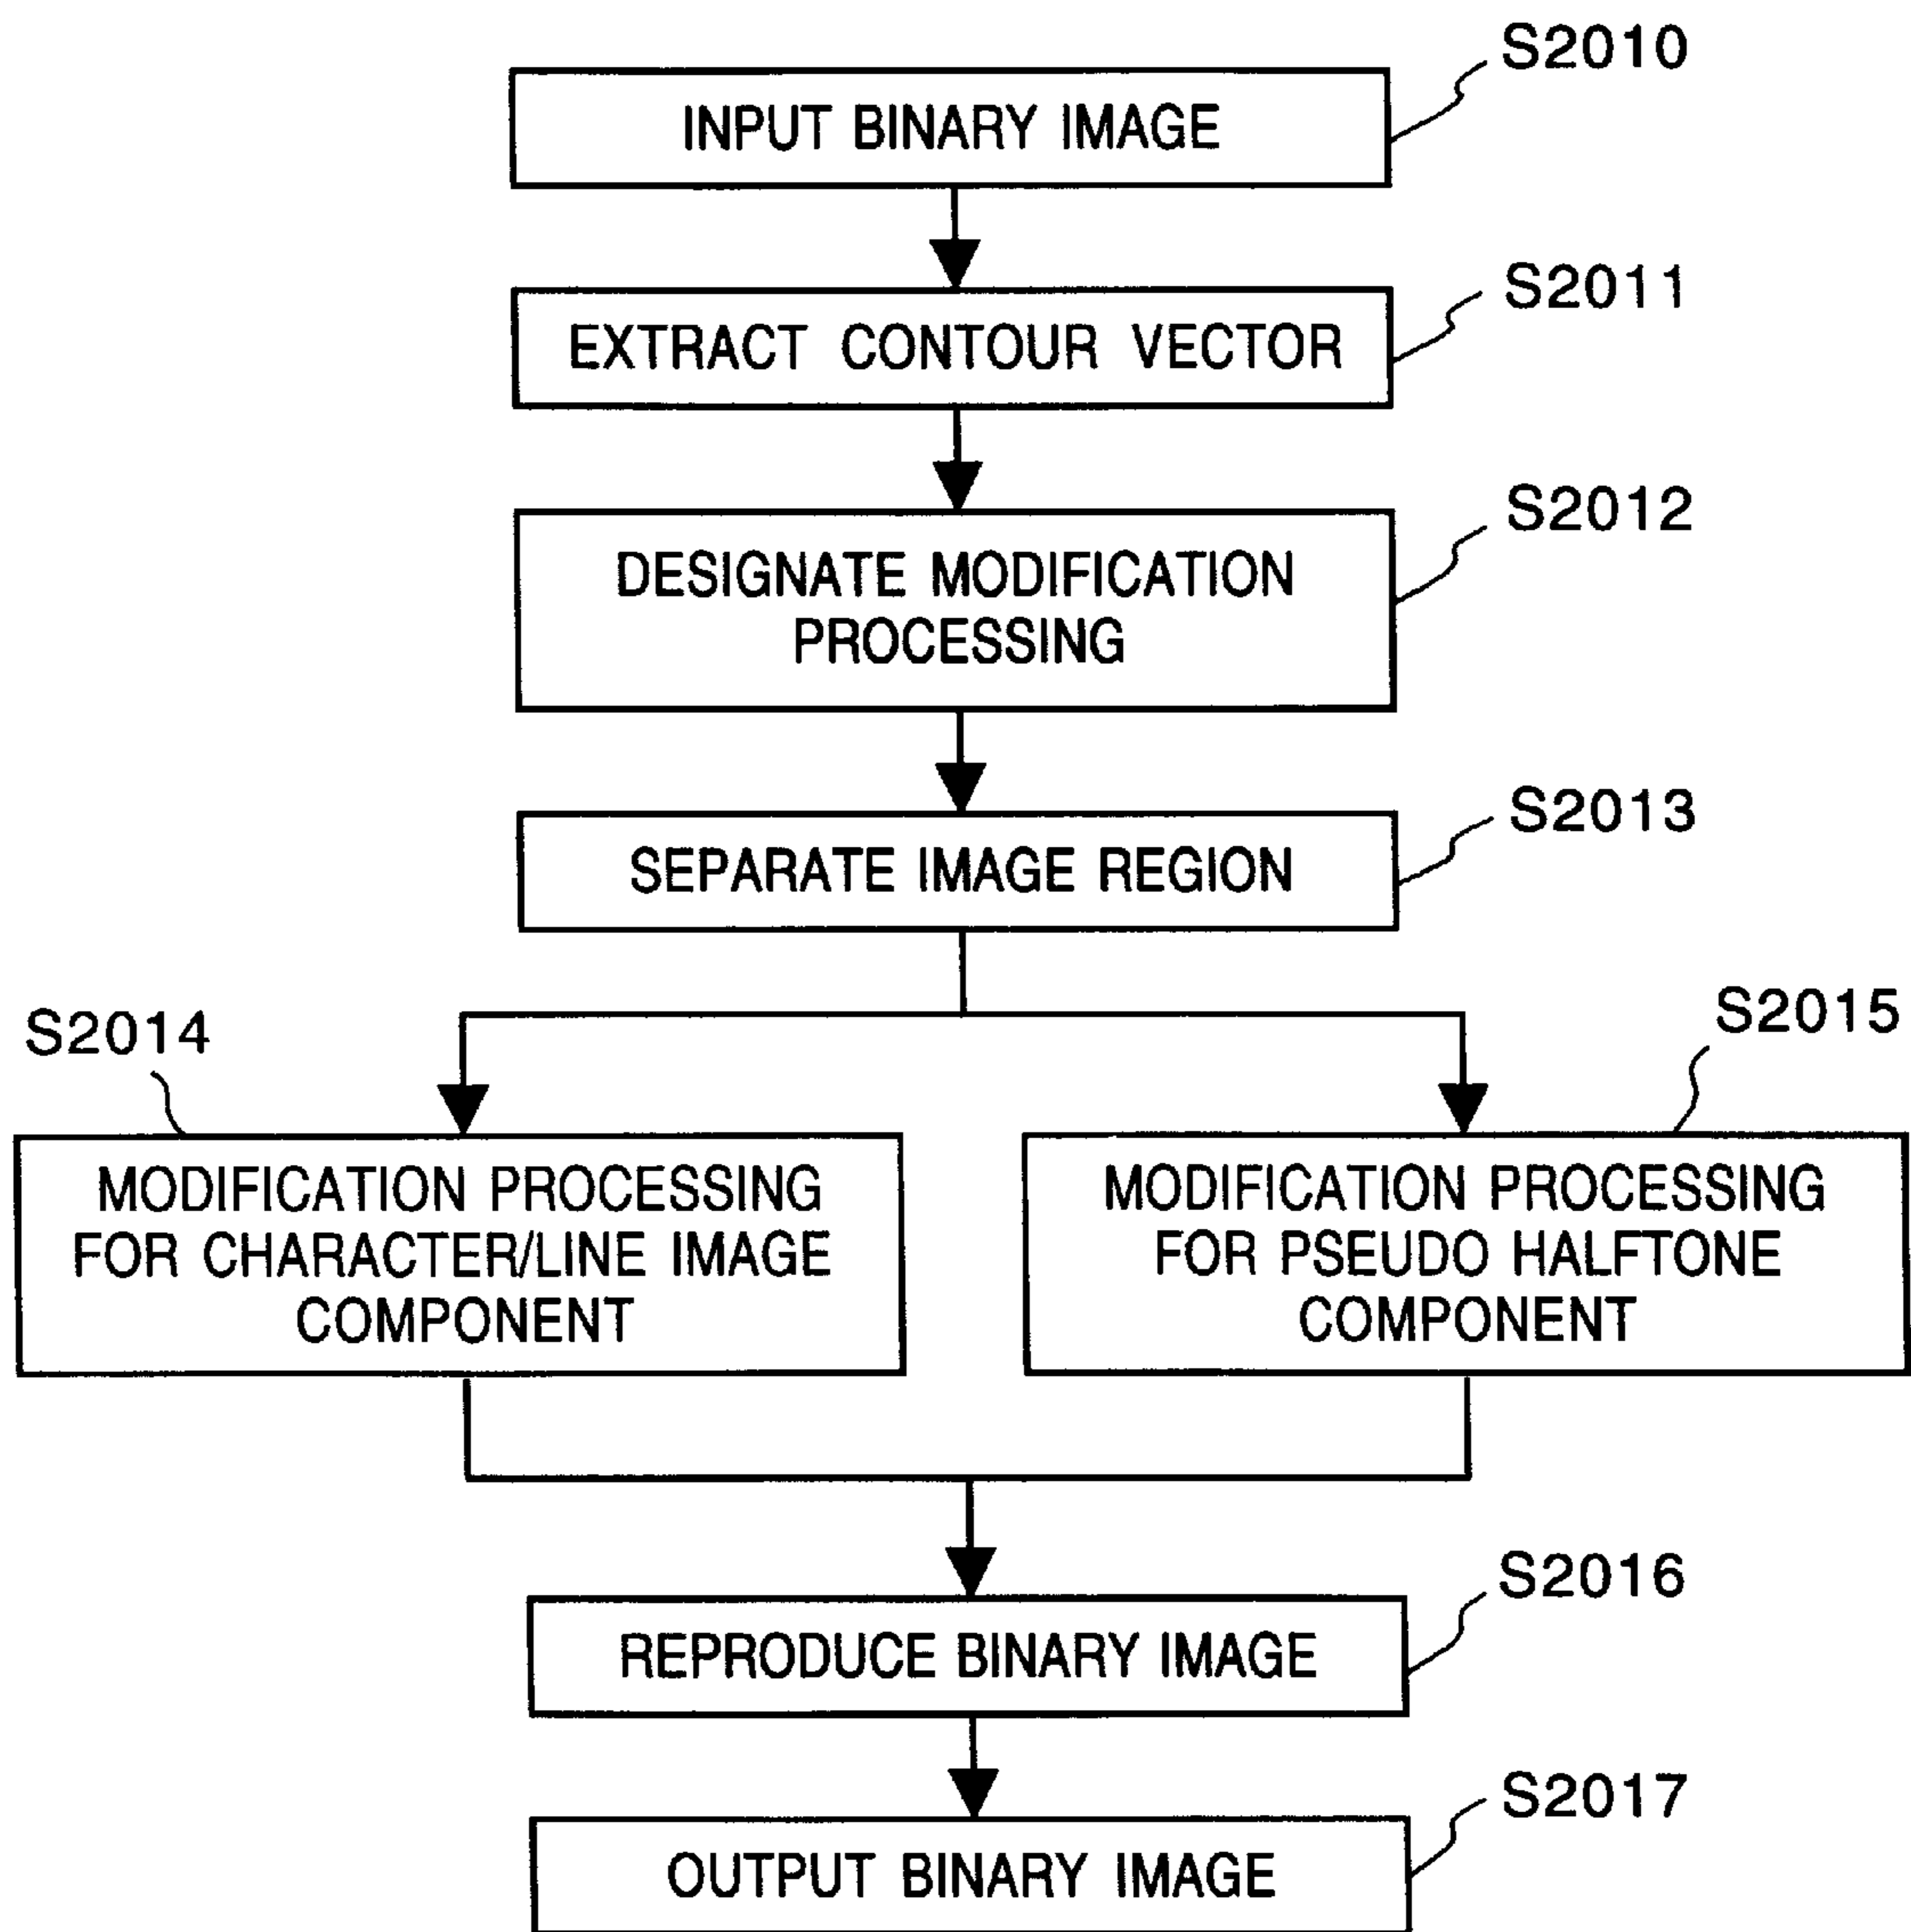 S2010
INPUT BINARY IMAGE
S2011
EXTRACT CONTOUR VECTOR
S2012
DESIGNATE MODIFICATION
PROCESSING
S2013
SEPARATE IMAGE REGION
S2014
MODIFICATION PROCESSING
FOR CHARACTER/LINE IMAGE
COMPONENT
S2015
MODIFICATION PROCESSING
FOR PSEUDO HALFTONE
COMPONENT
S2016
REPRODUCE BINARY IMAGE
S2017
OUTPUT BINARY IMAGE